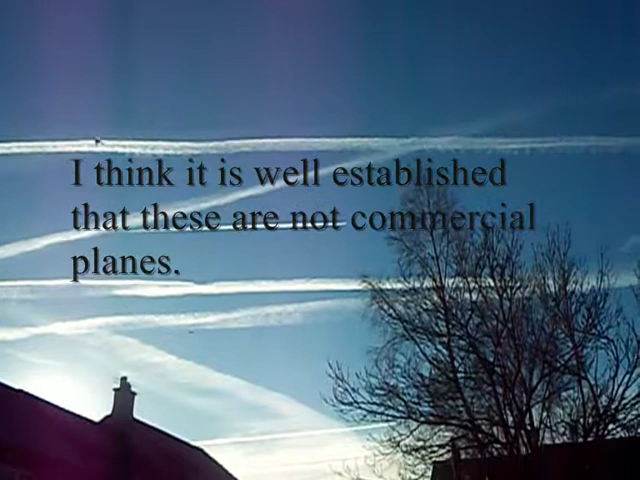 I think it is well established
that these are not commercial
planes.